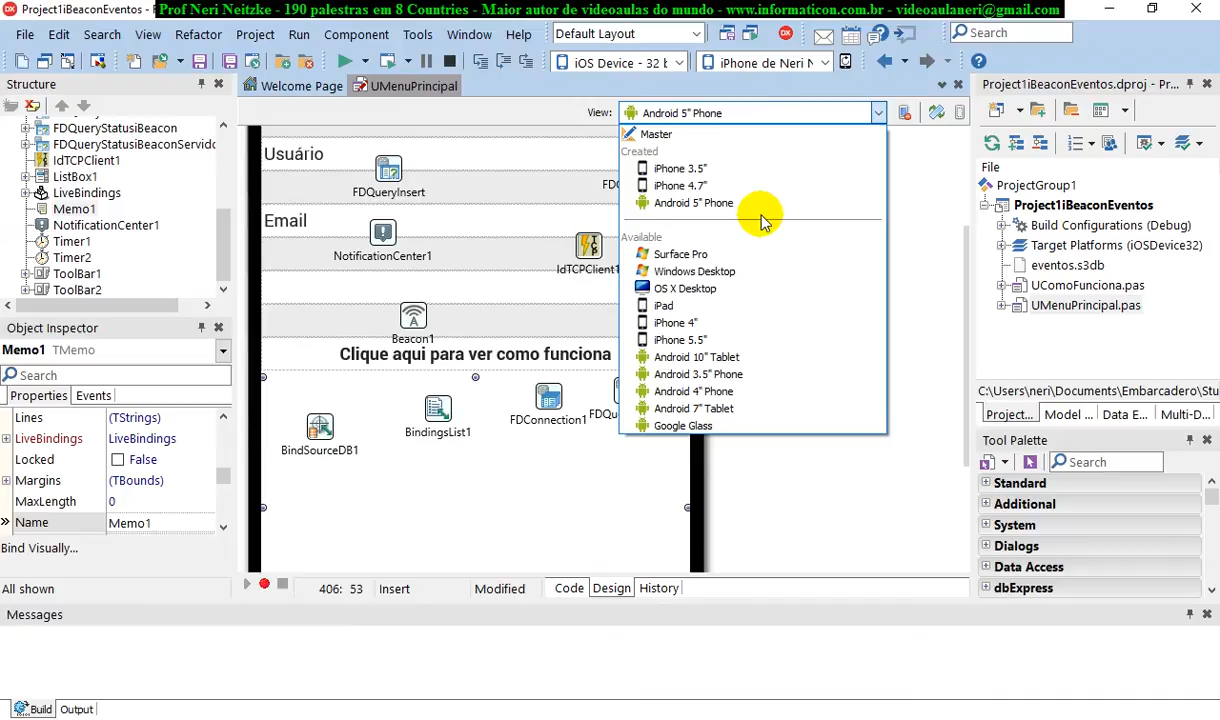 Project1iBeaconEventos -
Prof Neri Neitzke - 190 palestras em 8 Countries - Maior autor de videoaulas do mundo - www.informaticon.com.br - videoaulaneri@gmail.com
File Edit Search View Refactor Project Run Component Tools Window Help
Default Layout
Search
iOS Device - 32 b
iPhone de Neri N
Structure
Welcome Page
UMenuPrincipal
Project1iBeaconEventos.dproj - Pr...
View:
Android 5" Phone
FDQueryStatusiBeacon
FDQueryStatusiBeaconServido
IdTCPClient1
ListBox1
LiveBindings
Memo1
NotificationCenter1
Timer1
Timer2
ToolBar1
ToolBar2
Usuário
FDQueryInsert
Email
NotificationCenter1
IdTCPClient1
Beacon1
Clique aqui para ver como funciona
BindSourceDB1
BindingsList1
FDConnection1
FDQu
Master
Created
iPhone 3.5"
iPhone 4.7"
Android 5" Phone
Available
Surface Pro
Windows Desktop
OS X Desktop
iPad
iPhone 4"
iPhone 5.5"
Android 10" Tablet
Android 3.5" Phone
Android 4" Phone
Android 7" Tablet
Google Glass
File
ProjectGroup1
Project1iBeaconEventos
Build Configurations (Debug)
Target Platforms (iOSDevice32)
eventos.s3db
UComoFunciona.pas
UMenuPrincipal.pas
C:\Users\neri\Documents\Embarcadero\Stu
Project... Model ... Data E... Multi-D...
Object Inspector
Memo1 TMemo
Search
Properties Events
Lines (TStrings)
LiveBindings LiveBindings
Locked False
Margins (TBounds)
MaxLength 0
Name Memo1
Bind Visually...
All shown
Tool Palette
Search
Standard
Additional
System
Dialogs
Data Access
dbExpress
406: 53 Insert Modified Code Design History
Messages
Build Output